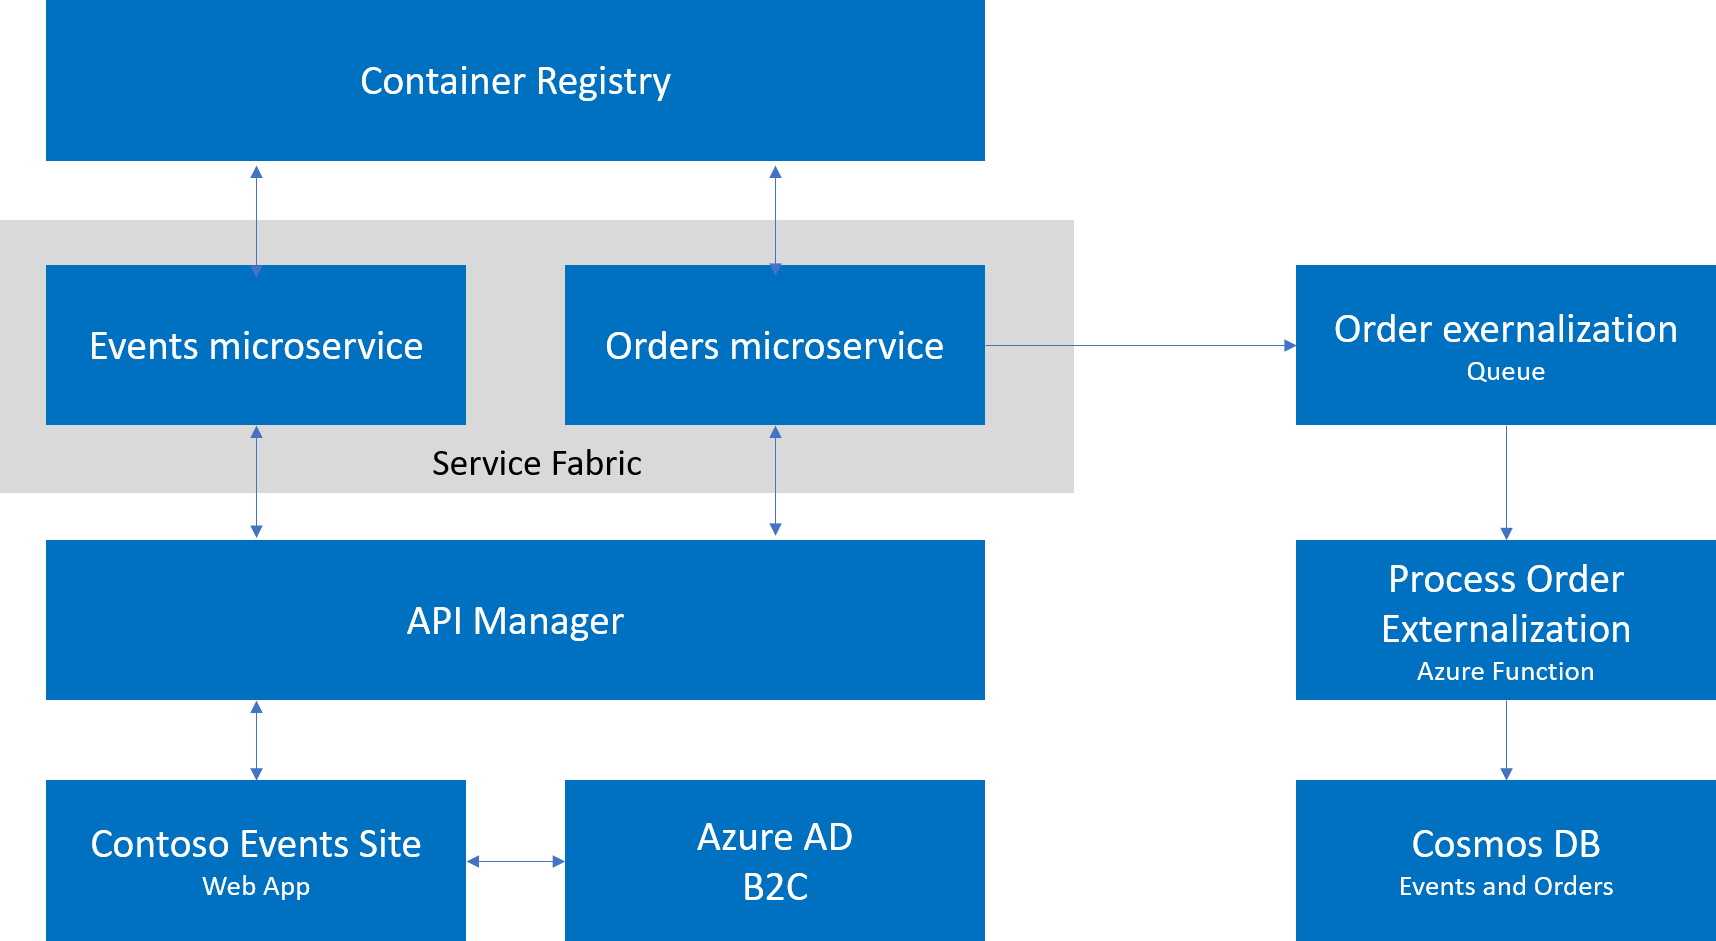 Container Registry
Events microservice
Orders microservice
Service Fabric
Order exernalization
Queue
API Manager
Process Order
Externalization
Azure Function
Contoso Events Site
Web App
Azure AD
B2C
Cosmos DB
Events and Orders